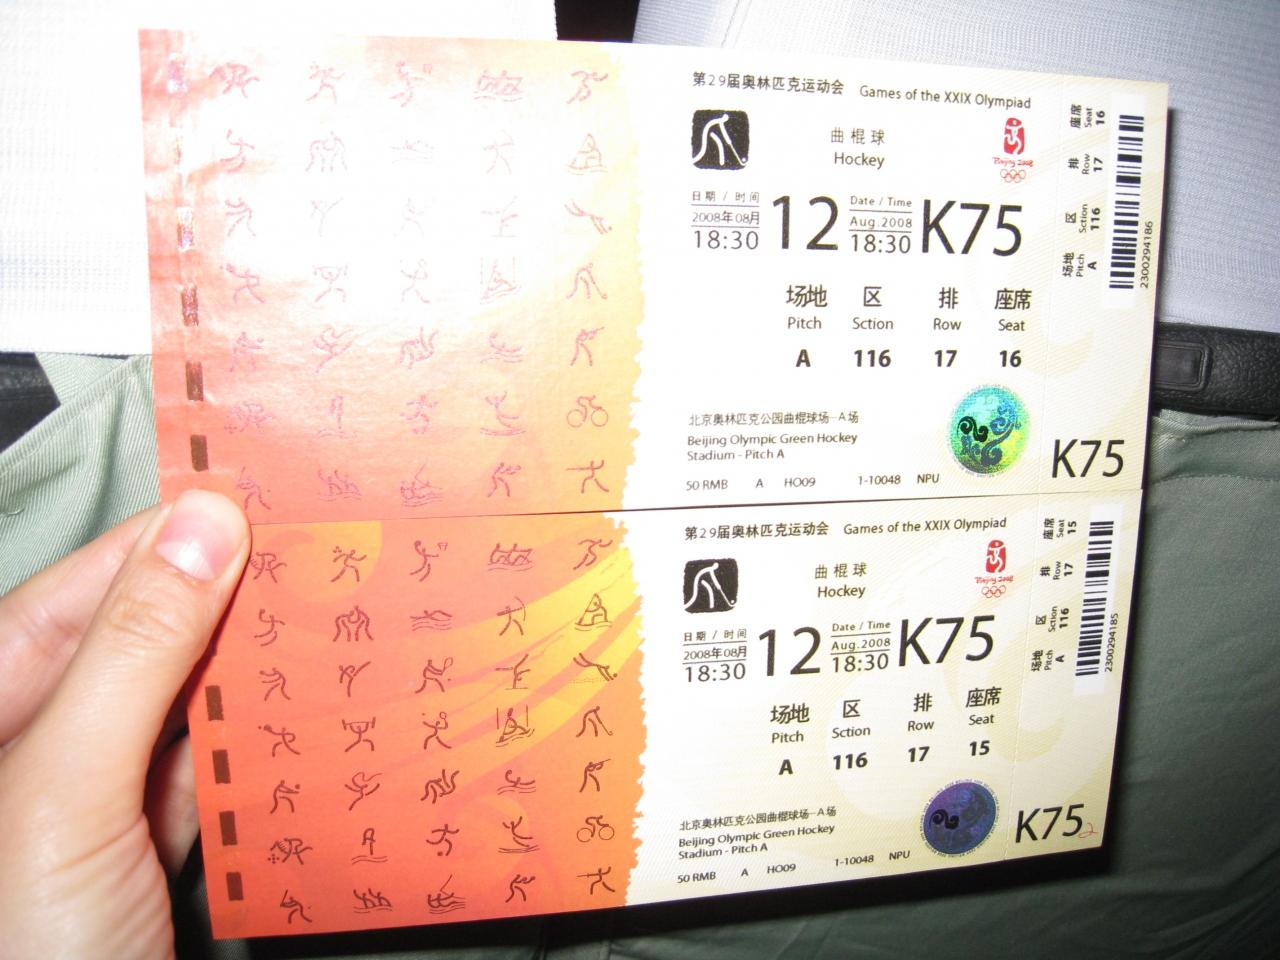 第29届奥林匹克运动会 Games of the XXIX Olympiad
曲棍球
Hockey
Beijing 2008
日期 / 时间
2008年08月
18:30
12
Date / Time
Aug.2008
18:30
K75
场地 区 排 座席
Pitch Sction Row Seat
A 116 17 16
北京奥林匹克公园曲棍球场—A场
Beijing Olympic Green Hockey
Stadium - Pitch A
50 RMB A HO09 1-10048 NPU
K75
座席 Seat 16
排 Row 17
区 Sction 116
场地 Pitch A
2300294186
第29届奥林匹克运动会 Games of the XXIX Olympiad
曲棍球
Hockey
Beijing 2008
日期 / 时间
2008年08月
18:30
12
Date / Time
Aug.2008
18:30
K75
场地 区 排 座席
Pitch Sction Row Seat
A 116 17 15
北京奥林匹克公园曲棍球场—A场
Beijing Olympic Green Hockey
Stadium - Pitch A
50 RMB A HO09 1-10048 NPU
K75
2
座席 Seat 15
排 Row 17
区 Sction 116
场地 Pitch A
2300294185